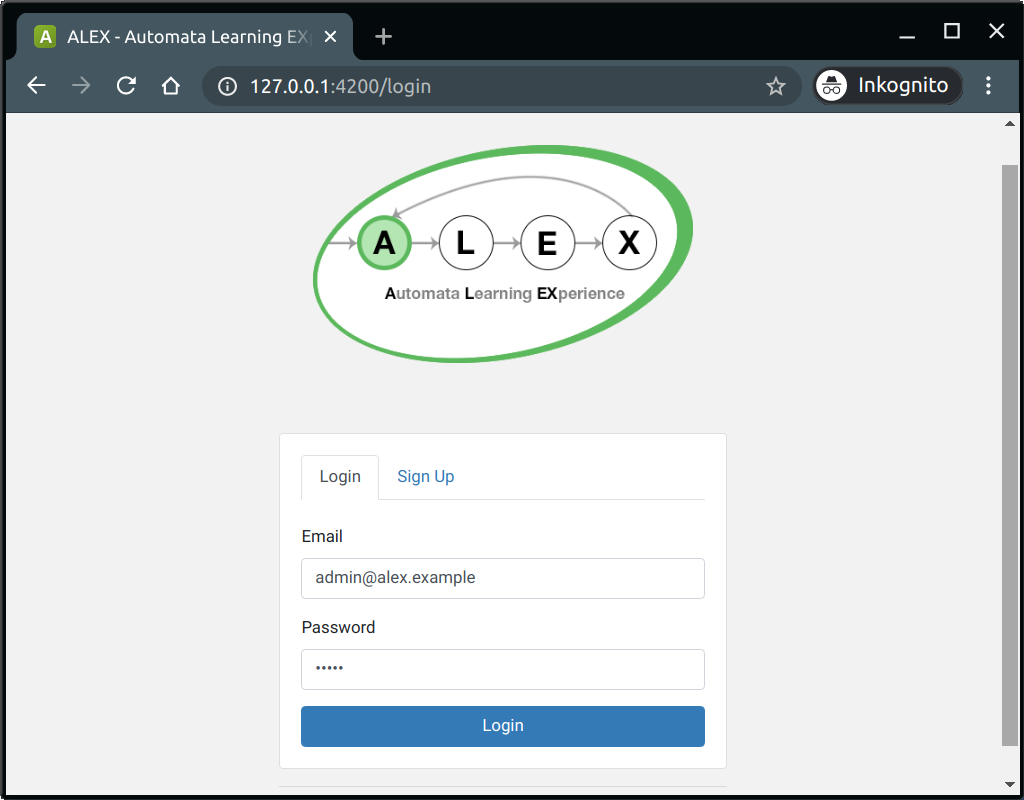 A ALEX - Automata Learning EX
127.0.0.1:4200/login
Inkognito
A L E X
Automata Learning EXperience
Login Sign Up
Email
admin@alex.example
Password
•••••
Login